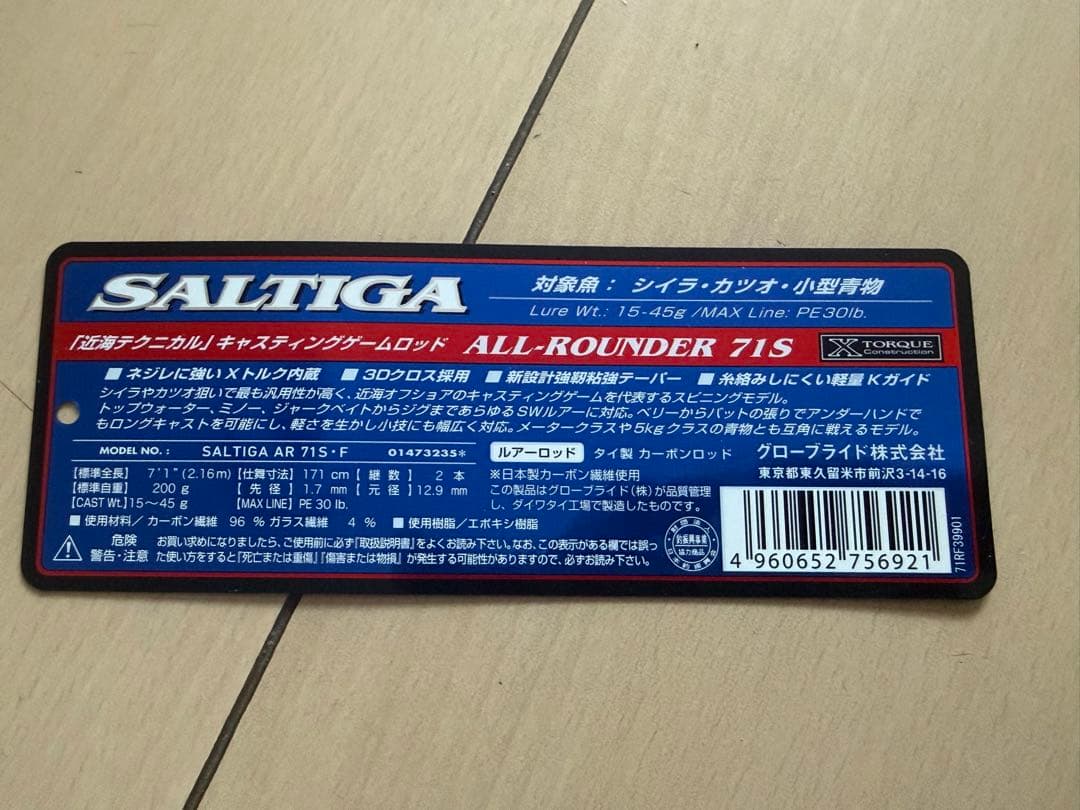 SALTIGA
対象魚： シイラ・カツオ・小型青物
Lure Wt.: 15-45g /MAX Line: PE30lb.
「近海テクニカル」キャスティングゲームロッド ALL-ROUNDER 71S X TORQUE Construction
■ ネジレに強いXトルク内蔵 ■ 3Dクロス採用 ■ 新設計強靭粘強テーパー ■ 糸絡みしにくい軽量Kガイド
シイラやカツオ狙いで最も汎用性が高く、近海オフショアのキャスティングゲームを代表するスピニングモデル。
トップウォーター、ミノー、ジャークベイトからジグまであらゆるSWルアーに対応。ベリーからバットの張りでアンダーハンドで
もロングキャストを可能にし、軽さを生かし小技にも幅広く対応。メータークラスや5kgクラスの青物とも互角に戦えるモデル。
MODEL NO.： SALTIGA AR 71S・F 01473235*
【標準全長】 7'1"(2.16m)【仕舞寸法】 171cm【継 数】 2 本
【標準自重】 200 g 【先 径】 1.7 mm【元 径】12.9 mm
【CAST WT.】15〜45 g 【MAX LINE】PE 30 lb.
■ 使用材料／カーボン繊維 96 % ガラス繊維 4 % ■ 使用樹脂／エポキシ樹脂
危険 警告・注意
お買い求めになりましたら、ご使用前に必ず『取扱説明書』をよくお読み下さい。なお、この表示がある欄では誤っ
た使い方をすると『死亡または重傷』『傷害または物損』が発生する可能性がありますので、必ずお読み下さい。
ルアーロッド タイ製 カーボンロッド
※日本製カーボン繊維使用
この製品はグローブライド(株)が品質管理
し、ダイワタイ工場で製造したものです。
グローブライド株式会社
東京都東久留米市前沢3-14-16
4 960652 756921
71RF39901